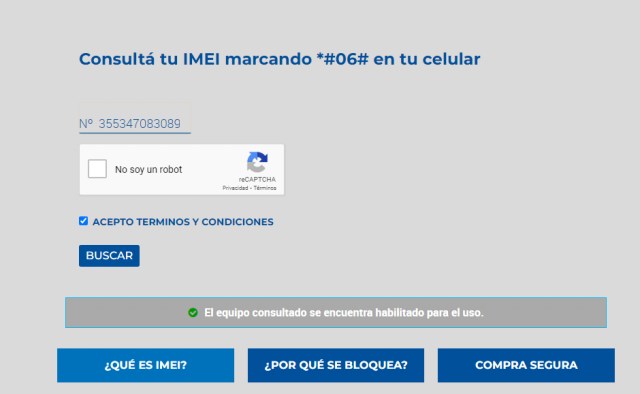 Consultá tu IMEI marcando *#06# en tu celular
Nº 355347083089
No soy un robot
reCAPTCHA
Privacidad - Términos
ACEPTO TERMINOS Y CONDICIONES
BUSCAR
El equipo consultado se encuentra habilitado para el uso.
¿QUÉ ES IMEI?
¿POR QUÉ SE BLOQUEA?
COMPRA SEGURA